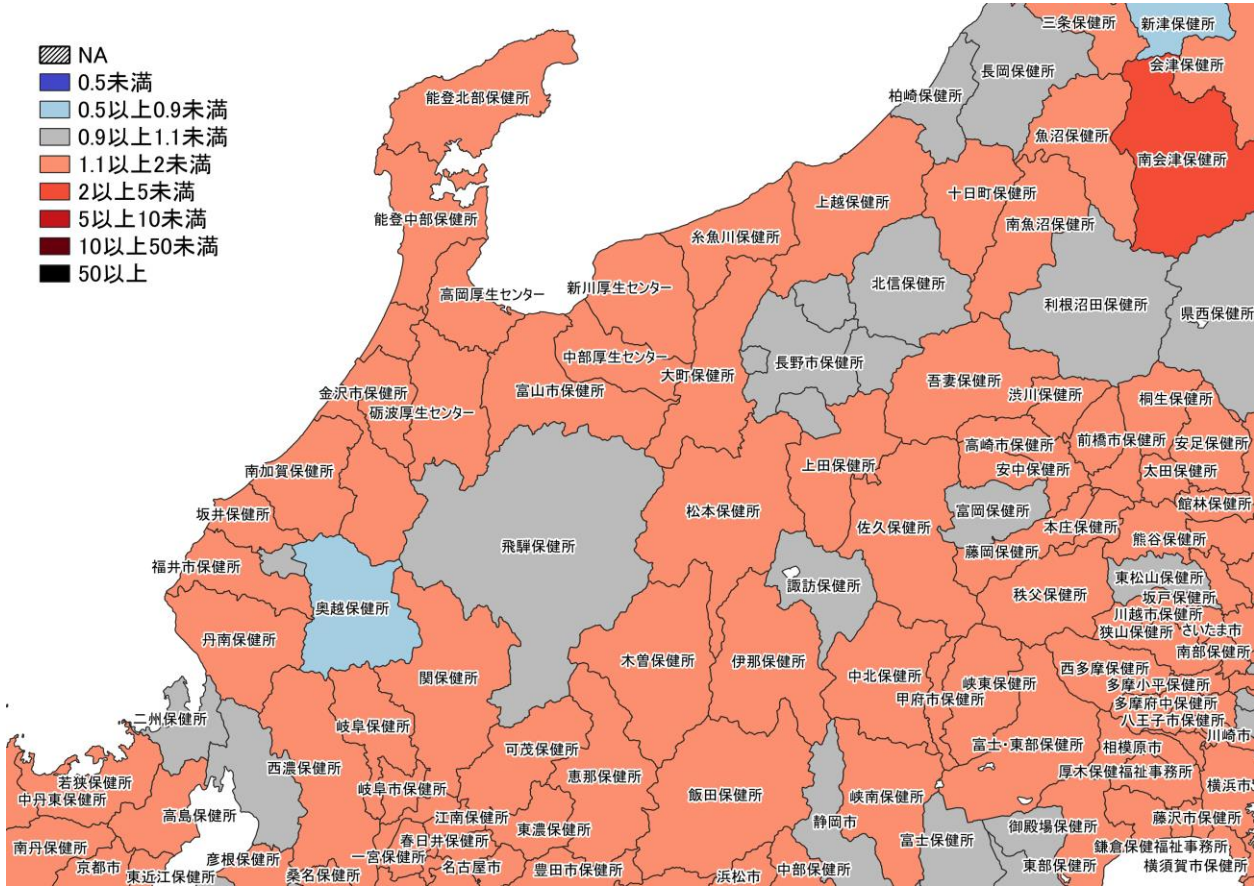 NA
0.5未満
0.5以上0.9未満
0.9以上1.1未満
1.1以上2未満
2以上5未満
5以上10未満
10以上50未満
50以上
三条保健所
新津保健所
会津保健所
長岡保健所
柏崎保健所
能登北部保健所
魚沼保健所
南会津保健所
十日町保健所
上越保健所
能登中部保健所
南魚沼保健所
糸魚川保健所
北信保健所
新川厚生センター
高岡厚生センター
利根沼田保健所
県西保健所
中部厚生センター
長野市保健所
大町保健所
吾妻保健所
金沢市保健所
富山市保健所
砺波厚生センター
渋川保健所
桐生保健所
高崎市保健所
前橋市保健所
安足保健所
南加賀保健所
上田保健所
安中保健所
太田保健所
館林保健所
坂井保健所
松本保健所
富岡保健所
佐久保健所
本庄保健所
熊谷保健所
飛騨保健所
藤岡保健所
福井市保健所
諏訪保健所
東松山保健所
秩父保健所
坂戸保健所
奥越保健所
川越市保健所
狭山保健所
さいたま市
丹南保健所
南部保健所
木曽保健所
伊那保健所
西多摩保健所
関保健所
中北保健所
峡東保健所
多摩小平保健所
甲府市保健所
多摩府中保健所
二州保健所
八王子市保健所
岐阜保健所
川崎市
可茂保健所
富士・東部保健所
相模原市
西濃保健所
恵那保健所
厚木保健福祉事務所
若狭保健所
岐阜市保健所
飯田保健所
峡南保健所
横浜市
中丹東保健所
高島保健所
江南保健所
東濃保健所
静岡市
御殿場保健所
藤沢市保健所
春日井保健所
富士保健所
南丹保健所
鎌倉保健福祉事務所
彦根保健所
一宮保健所
京都市
名古屋市
豊田市保健所
中部保健所
東部保健所
横須賀市保健所
東近江保健所
桑名保健所
浜松市